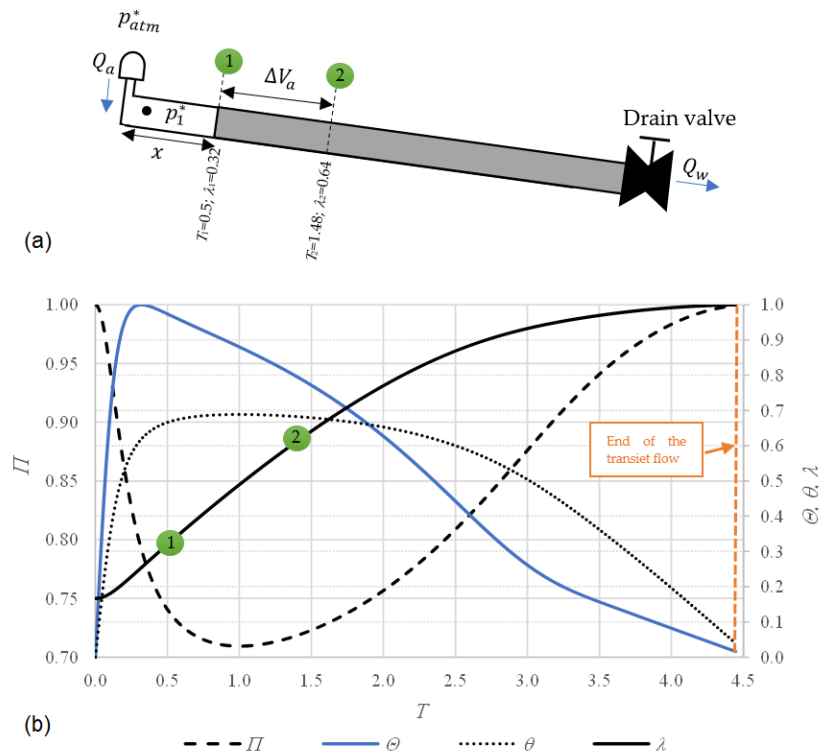 p*atm
Qa
1
ΔVa
2
p1*
x
T1=0.5; λ1=0.32
T2=1.48; λ2=0.64
Drain valve
Qw
(a)
1.00
0.95
0.90
0.85
0.80
0.75
0.70
Π
1.0
0.9
0.8
0.7
0.6
0.5
0.4
0.3
0.2
0.1
0.0
Θ, θ, λ
1
2
End of the
transiet flow
0.0 0.5 1.0 1.5 2.0 2.5 3.0 3.5 4.0 4.5
T
(b)
Π Θ θ λ